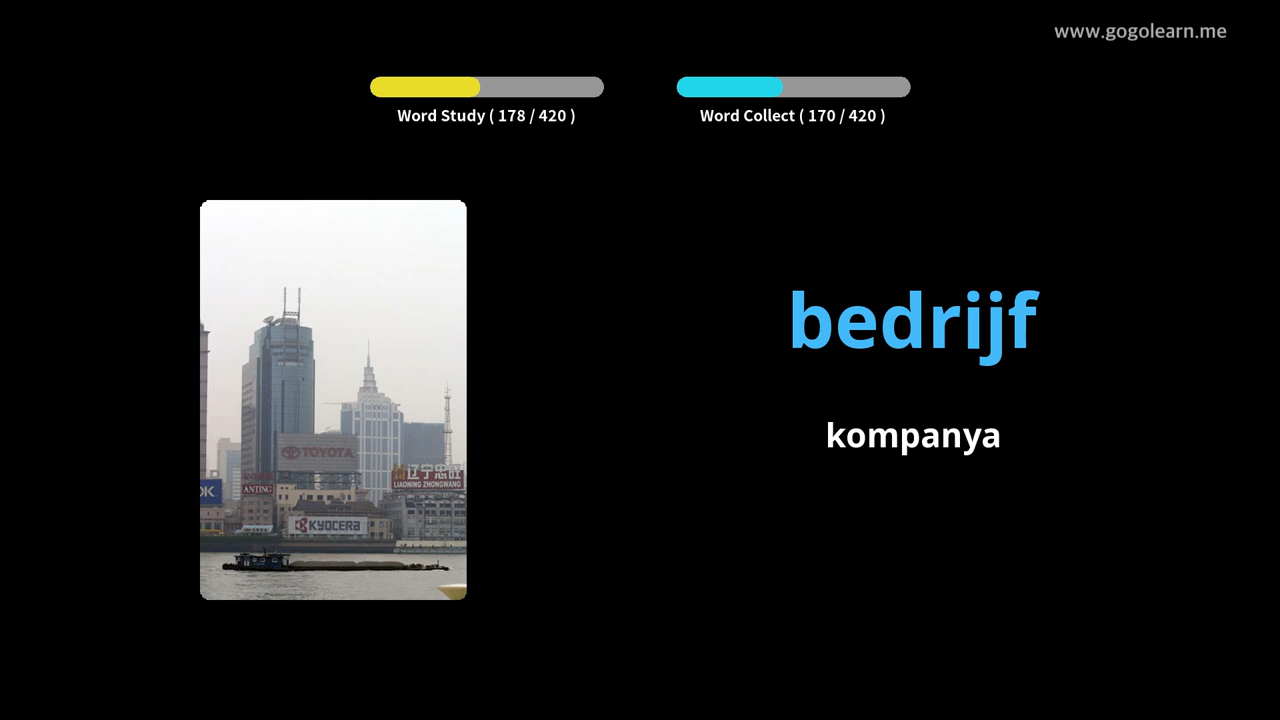 www.gogolearn.me
Word Study ( 178 / 420 )
Word Collect ( 170 / 420 )
bedrijf
kompanya
TOYOTA
辽宁忠旺
LIAONING ZHONGWANG
ANTING
OK
KYOCERA